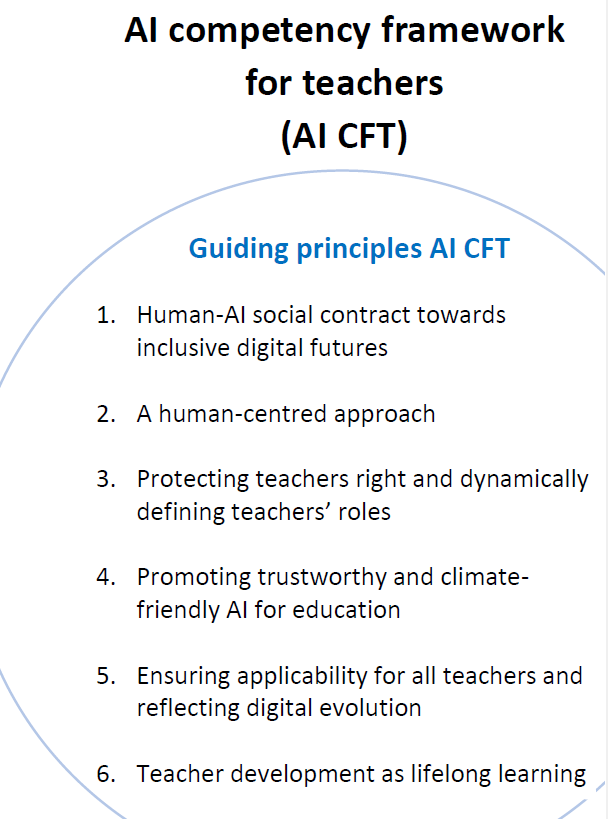 AI competency framework
for teachers
(AI CFT)
Guiding principles AI CFT
1. Human-AI social contract towards
inclusive digital futures
2. A human-centred approach
3. Protecting teachers right and dynamically
defining teachers’ roles
4. Promoting trustworthy and climate-
friendly AI for education
5. Ensuring applicability for all teachers and
reflecting digital evolution
6. Teacher development as lifelong learning